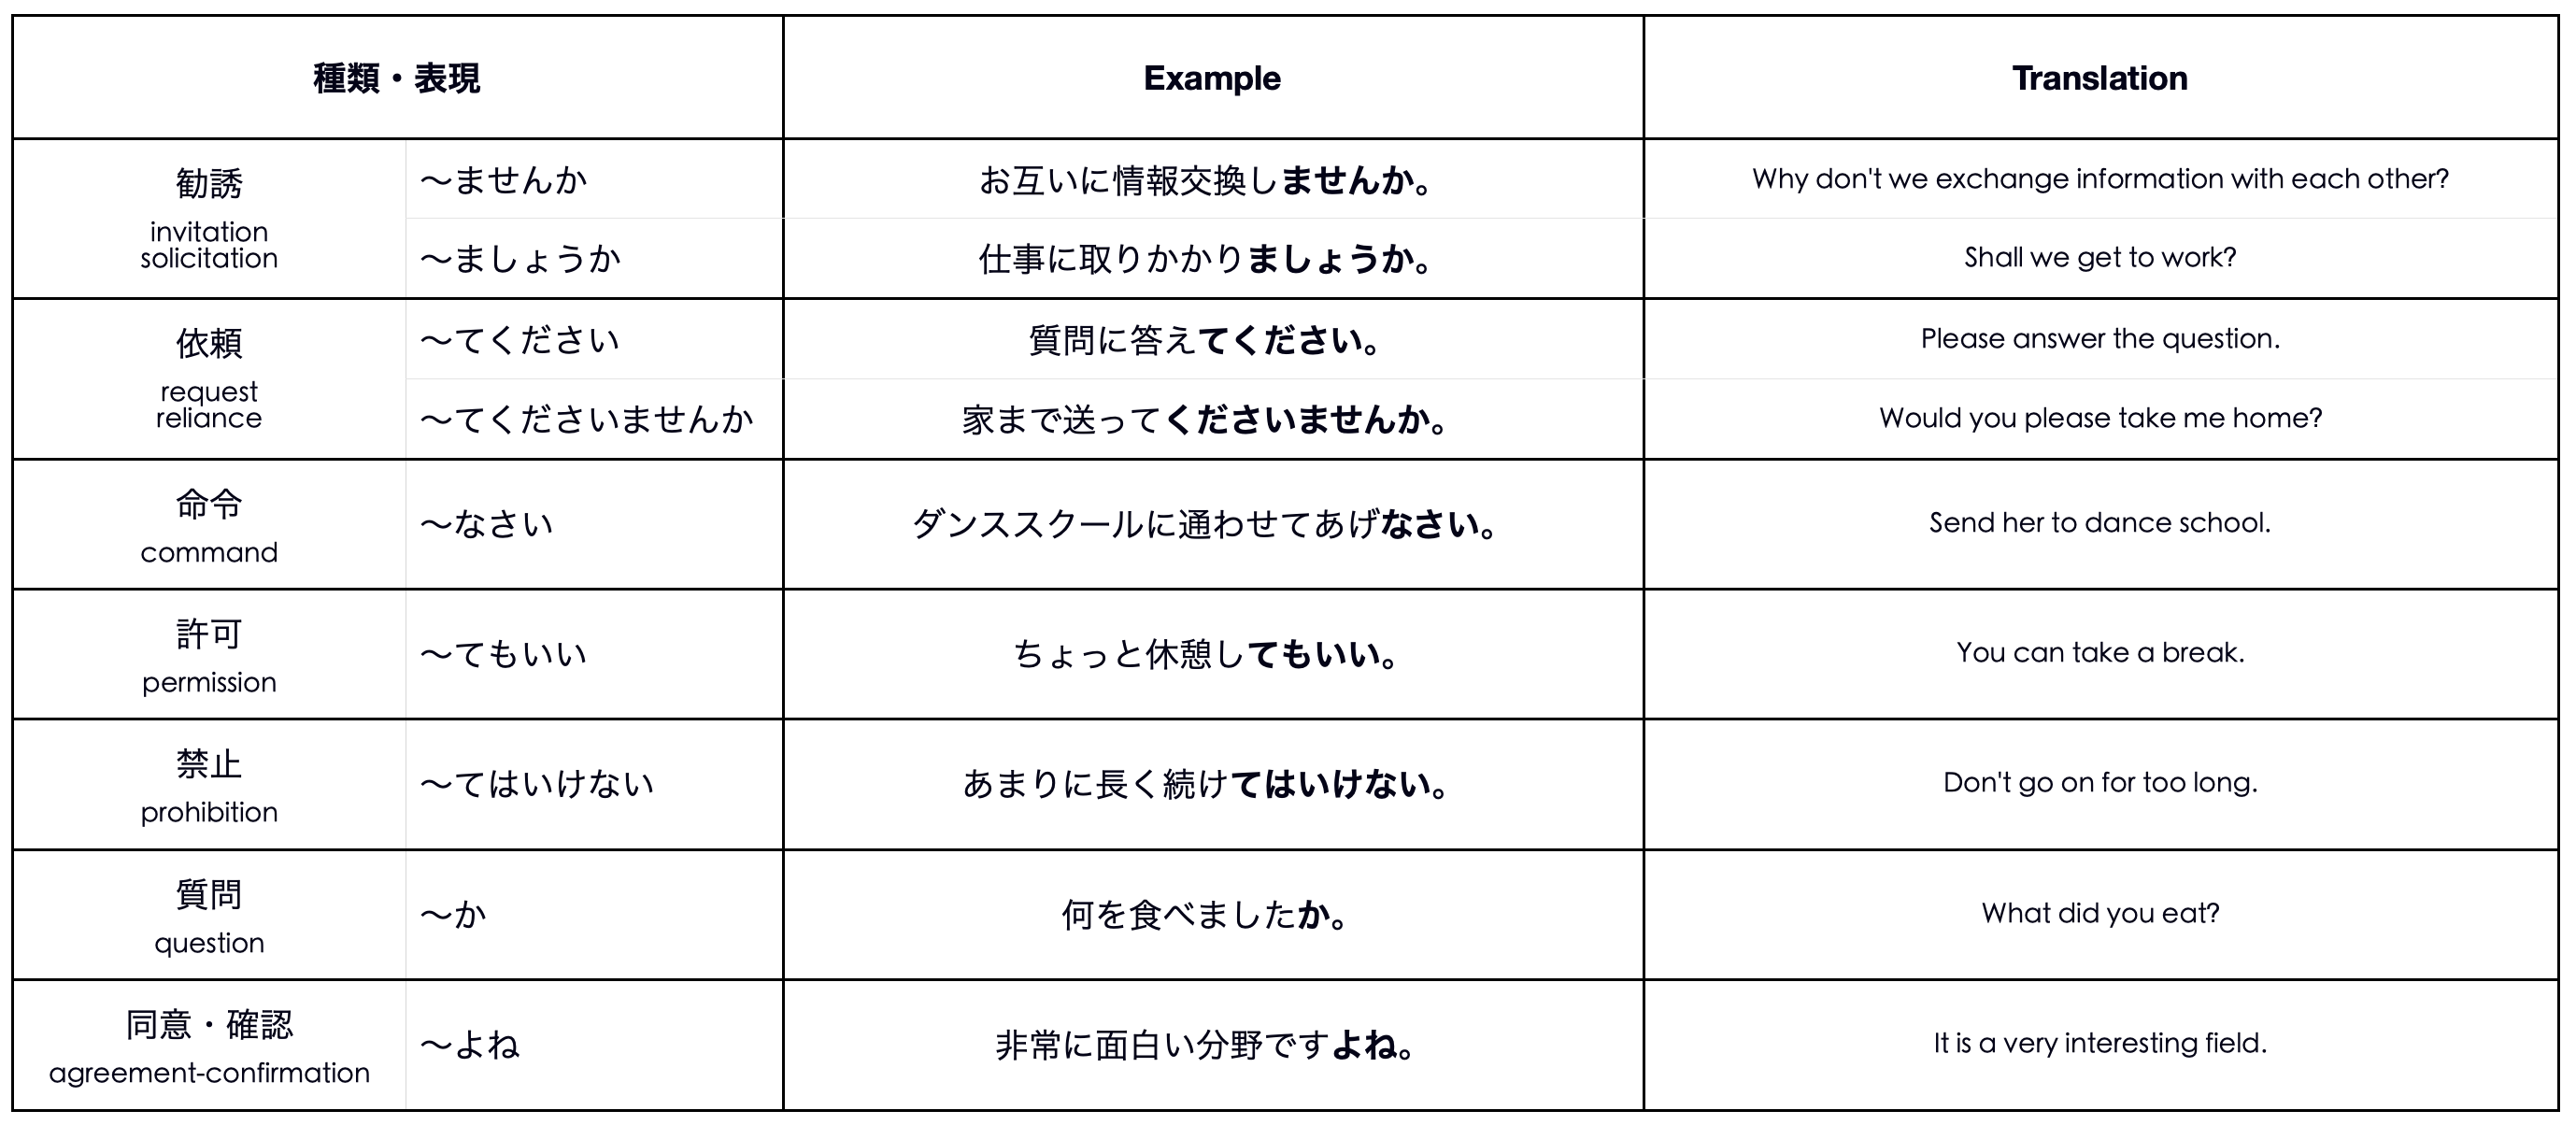 種類・表現
Example
Translation
勧誘
invitation
solicitation
〜ませんか
お互いに情報交換しませんか。
Why don't we exchange information with each other?
〜ましょうか
仕事に取りかかりましょうか。
Shall we get to work?
依頼
request
reliance
〜てください
質問に答えてください。
Please answer the question.
〜てくださいませんか
家まで送ってくださいませんか。
Would you please take me home?
命令
command
〜なさい
ダンススクールに通わせてあげなさい。
Send her to dance school.
許可
permission
〜てもいい
ちょっと休憩してもいい。
You can take a break.
禁止
prohibition
〜てはいけない
あまりに長く続けてはいけない。
Don't go on for too long.
質問
question
〜か
何を食べましたか。
What did you eat?
同意・確認
agreement-confirmation
〜よね
非常に面白い分野ですよね。
It is a very interesting field.